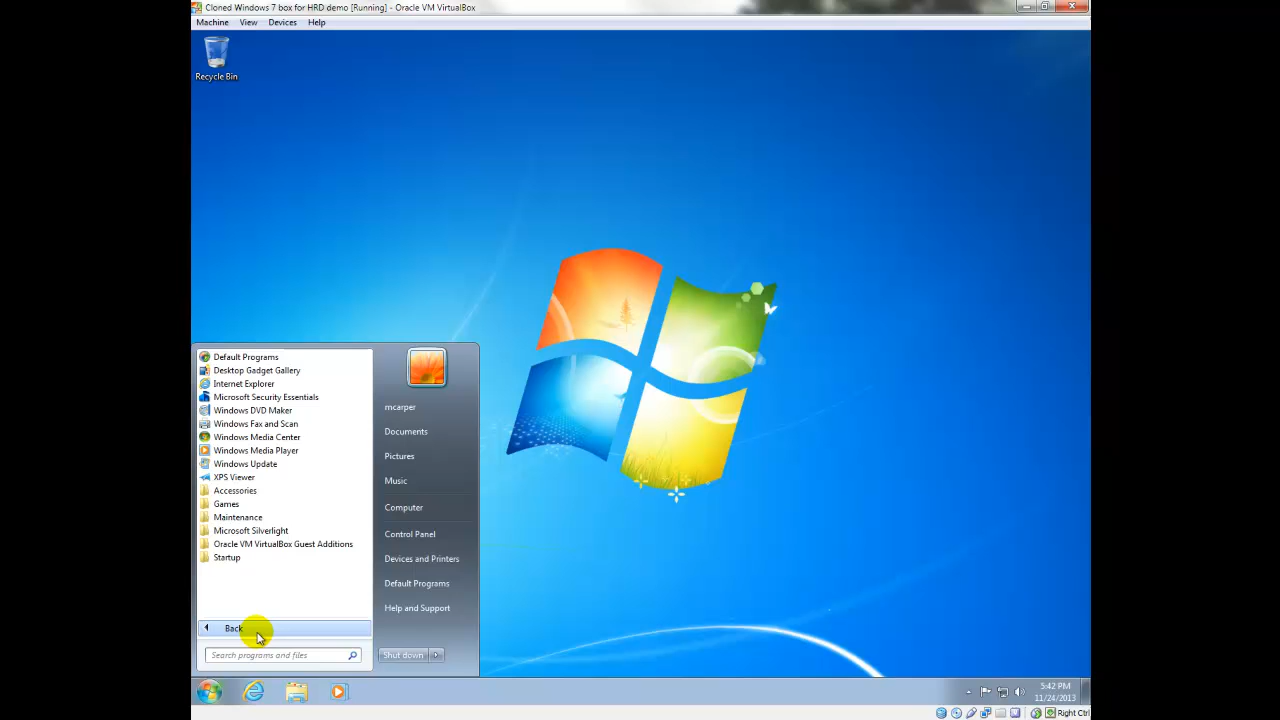 Cloned Windows 7 box for HRD demo [Running] - Oracle VM VirtualBox
Machine View Devices Help
Recycle Bin
Default Programs
Desktop Gadget Gallery
Internet Explorer
Microsoft Security Essentials
Windows DVD Maker
Windows Fax and Scan
Windows Media Center
Windows Media Player
Windows Update
XPS Viewer
Accessories
Games
Maintenance
Microsoft Silverlight
Oracle VM VirtualBox Guest Additions
Startup
Back
Search programs and files
mcarper
Documents
Pictures
Music
Computer
Control Panel
Devices and Printers
Default Programs
Help and Support
Shut down
5:42 PM
11/24/2013
Right Ctrl